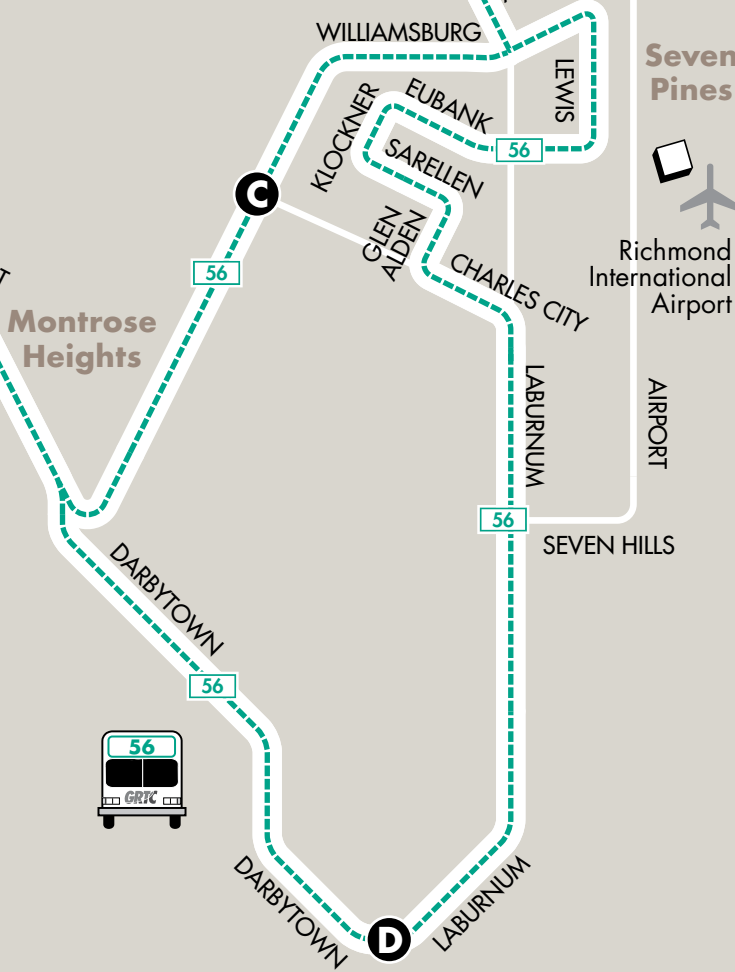 WILLIAMSBURG
Seven
Pines
LEWIS
EUBANK
KLOCKNER
56
SARELLEN
C
GLEN
ALDEN
Richmond
International
Airport
CHARLES CITY
56
Montrose
Heights
LABURNUM
AIRPORT
56
SEVEN HILLS
DARBYTOWN
56
56
GRTC
DARBYTOWN
LABURNUM
D